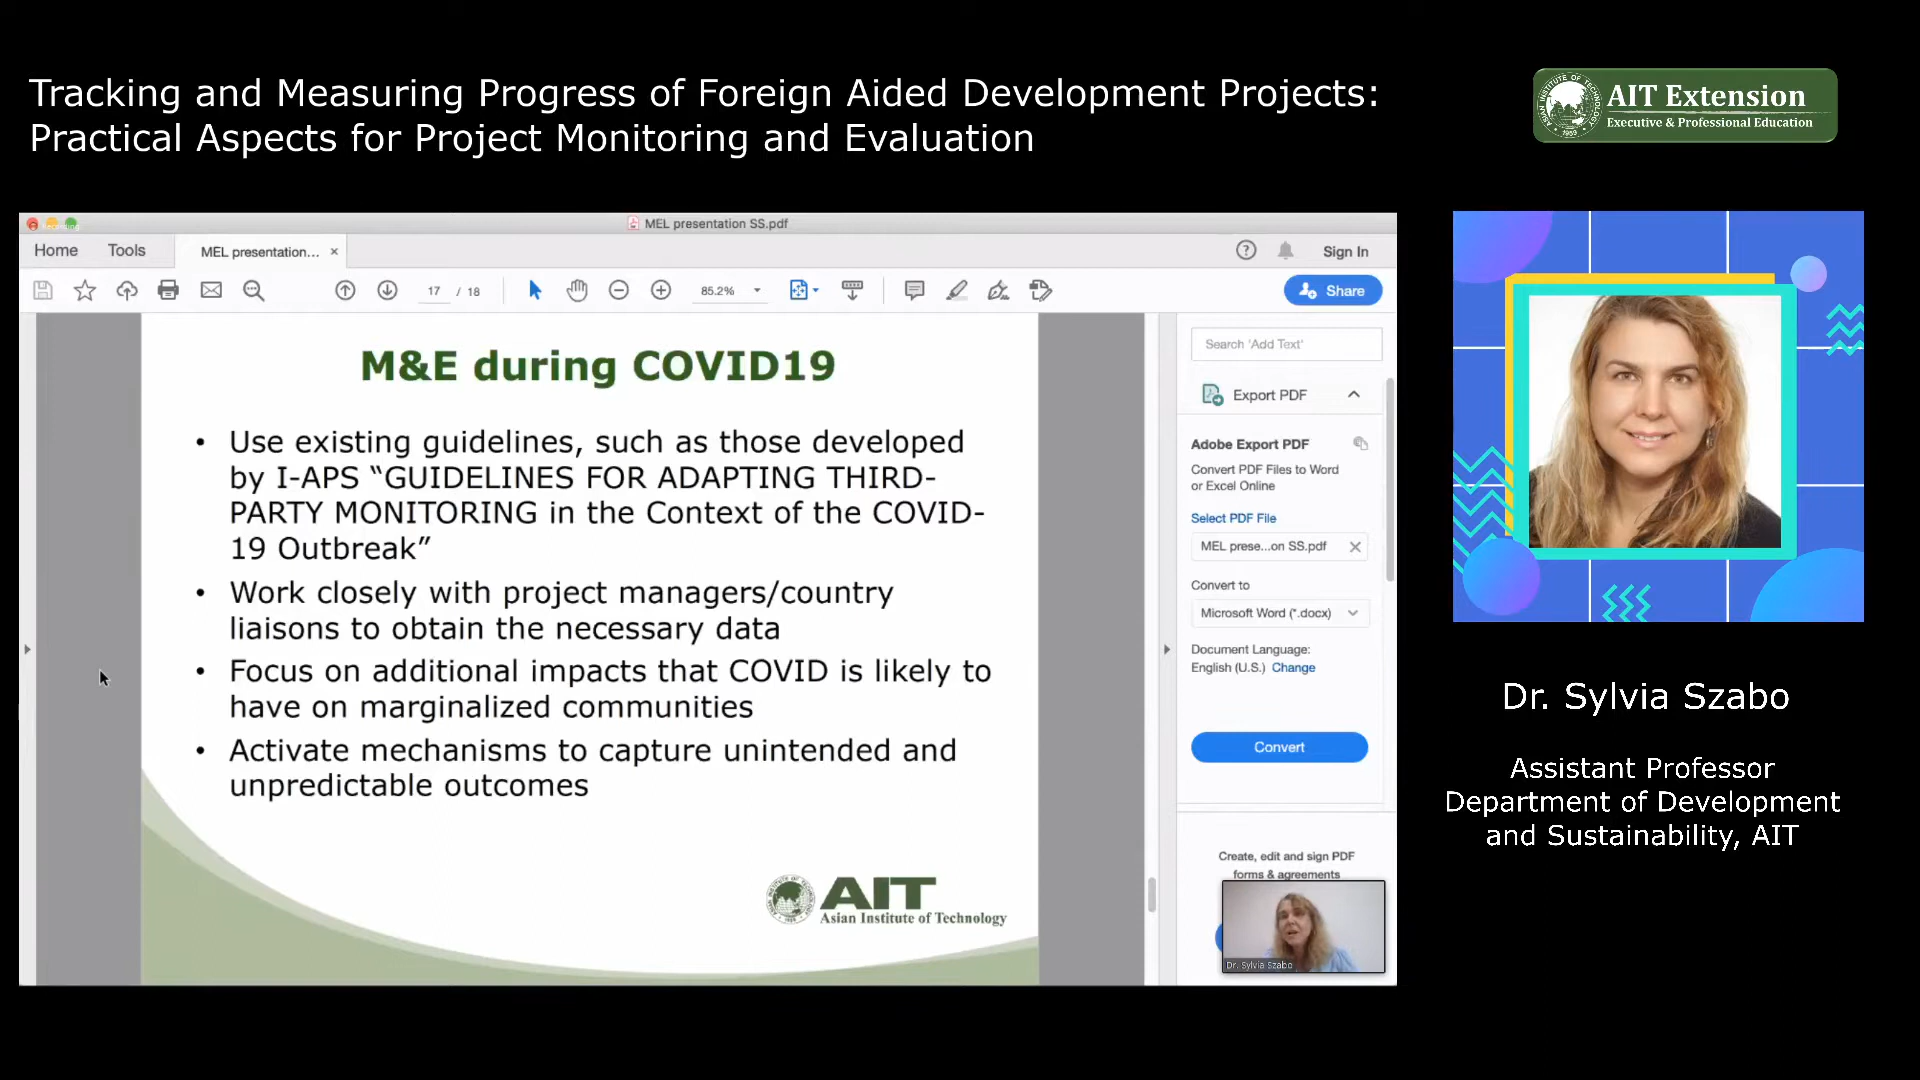 Tracking and Measuring Progress of Foreign Aided Development Projects:
Practical Aspects for Project Monitoring and Evaluation
AIT Extension
Executive & Professional Education
MEL presentation SS.pdf
Home
Tools
MEL presentation...
Sign In
17 / 18
85.2%
Share
M&E during COVID19
• Use existing guidelines, such as those developed
by I-APS “GUIDELINES FOR ADAPTING THIRD-
PARTY MONITORING in the Context of the COVID-
19 Outbreak”
• Work closely with project managers/country
liaisons to obtain the necessary data
• Focus on additional impacts that COVID is likely to
have on marginalized communities
• Activate mechanisms to capture unintended and
unpredictable outcomes
AIT
Asian Institute of Technology
Search 'Add Text'
Export PDF
Adobe Export PDF
Convert PDF Files to Word
or Excel Online
Select PDF File
MEL prese...on SS.pdf
Convert to
Microsoft Word (*.docx)
Document Language:
English (U.S.) Change
Convert
Create, edit and sign PDF
forms & agreements
Dr. Sylvia Szabo
Dr. Sylvia Szabo
Assistant Professor
Department of Development
and Sustainability, AIT